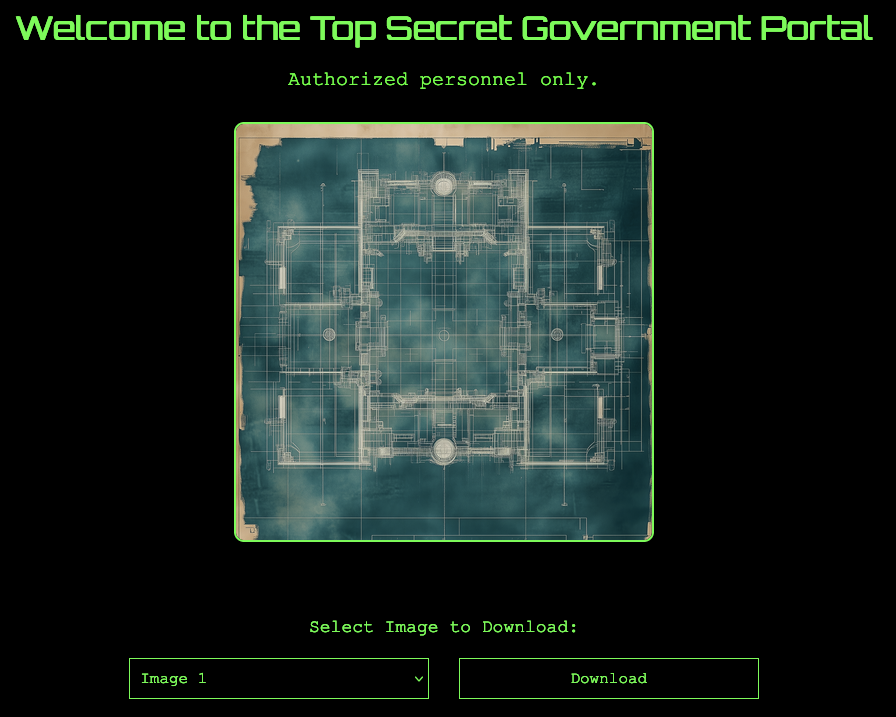 Welcome to the Top Secret Government Portal
Authorized personnel only.
Select Image to Download:
Image 1
Download